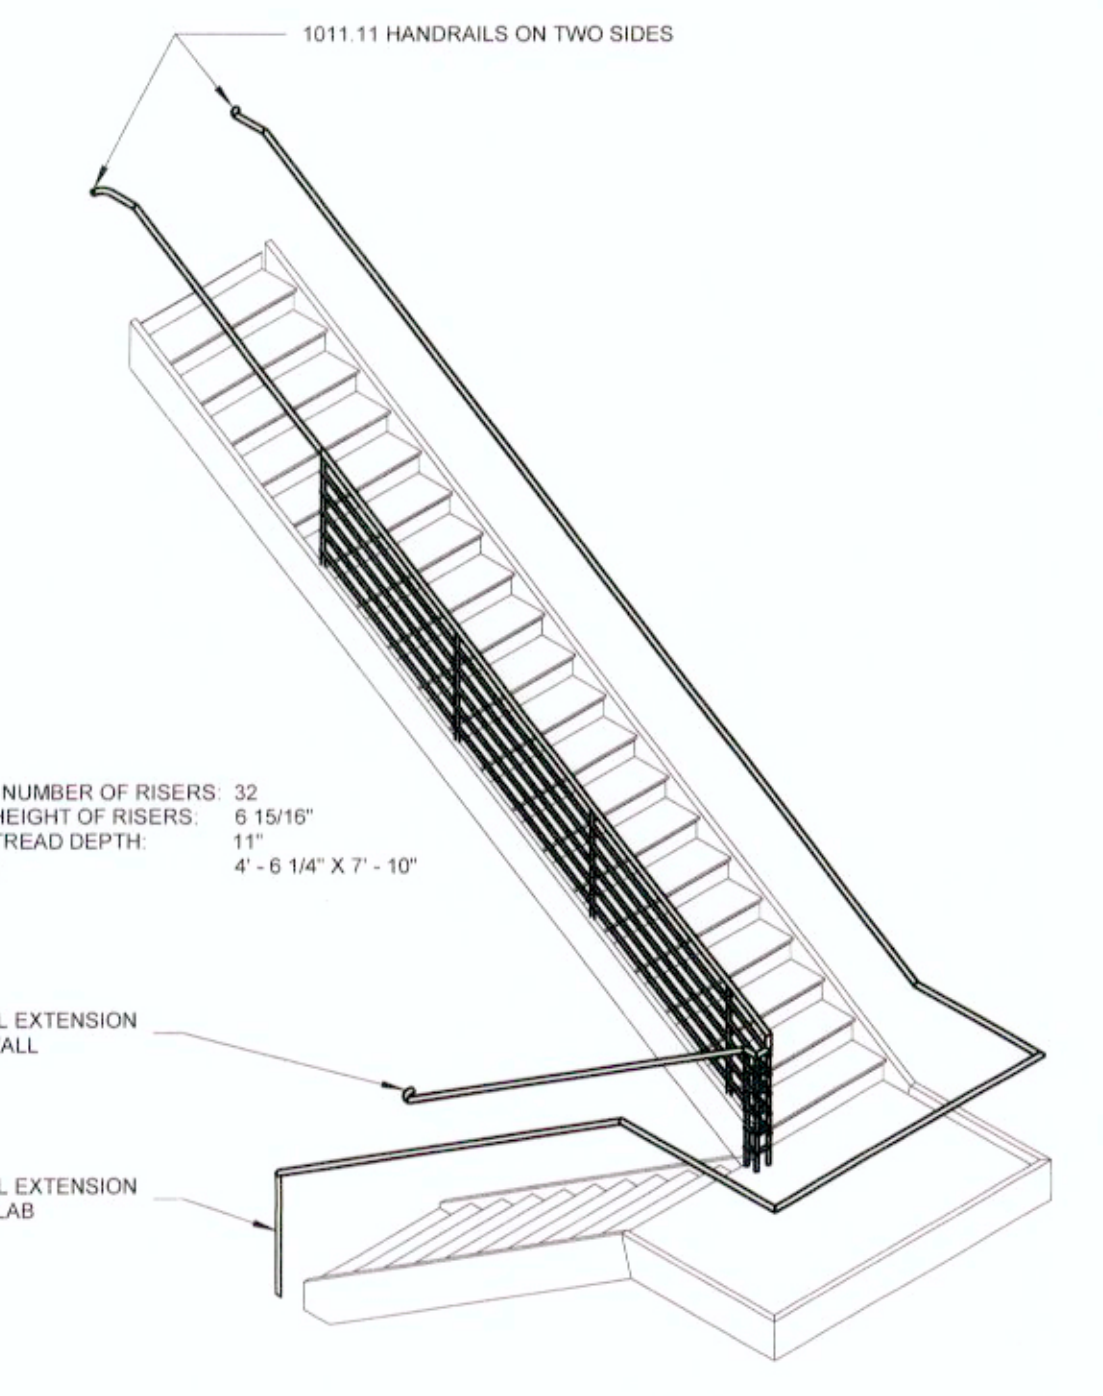 1011.11 HANDRAILS ON TWO SIDES
NUMBER OF RISERS: 32
HEIGHT OF RISERS: 6 15/16"
TREAD DEPTH: 11"
4' - 6 1/4" X 7' - 10"
L EXTENSION
ALL
L EXTENSION
LAB